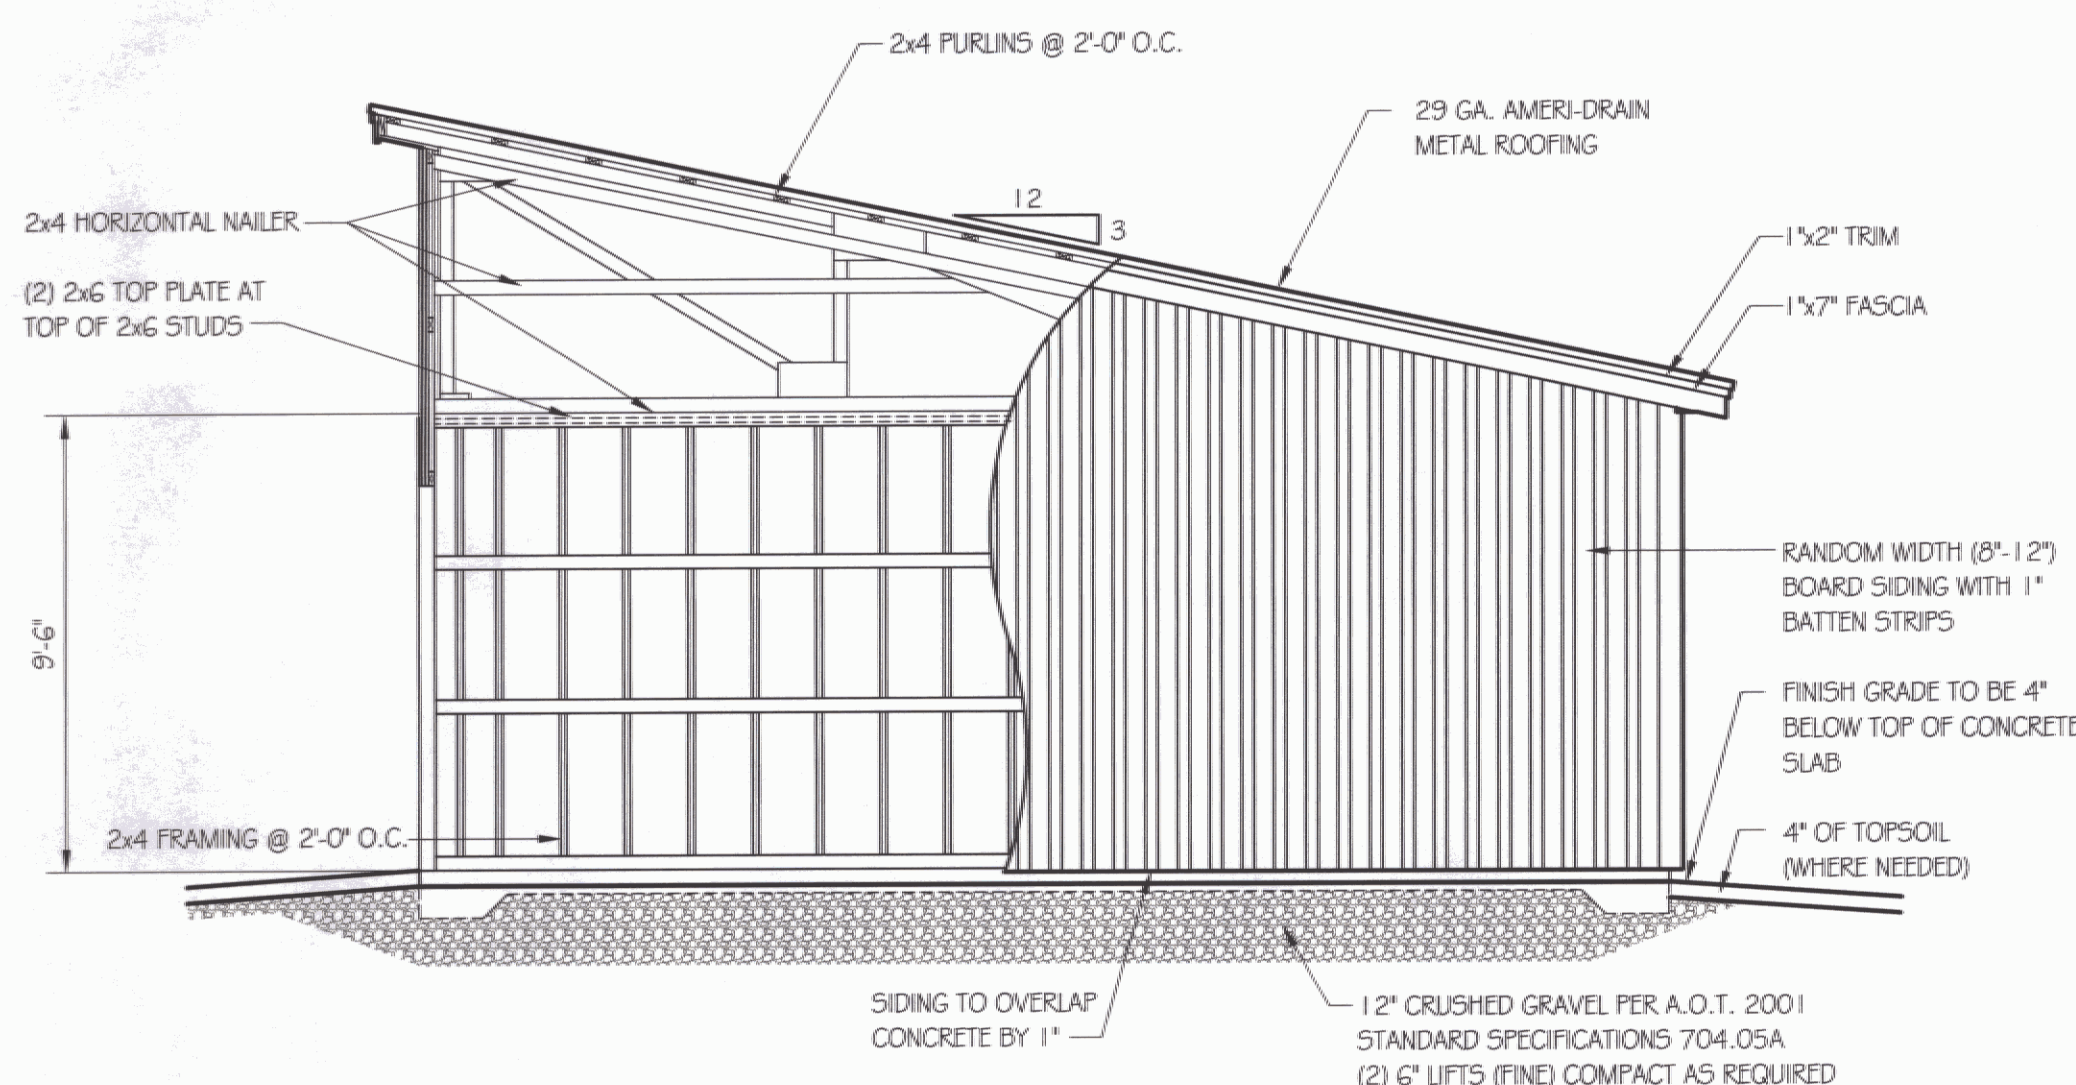 2x4 PURLINS @ 2'-0" O.C.
29 GA. AMERI-DRAIN
METAL ROOFING
12
3
2x4 HORIZONTAL NAILER
(2) 2x6 TOP PLATE AT
TOP OF 2x6 STUDS
1"x2" TRIM
1"x7" FASCIA
9'-6"
RANDOM WIDTH (8"-12")
BOARD SIDING WITH 1"
BATTEN STRIPS
FINISH GRADE TO BE 4"
BELOW TOP OF CONCRETE
SLAB
2x4 FRAMING @ 2'-0" O.C.
4" OF TOPSOIL
(WHERE NEEDED)
SIDING TO OVERLAP
CONCRETE BY 1"
12" CRUSHED GRAVEL PER A.O.T. 2001
STANDARD SPECIFICATIONS 704.05A
(2) 6" LIFTS (FINE) COMPACT AS REQUIRED